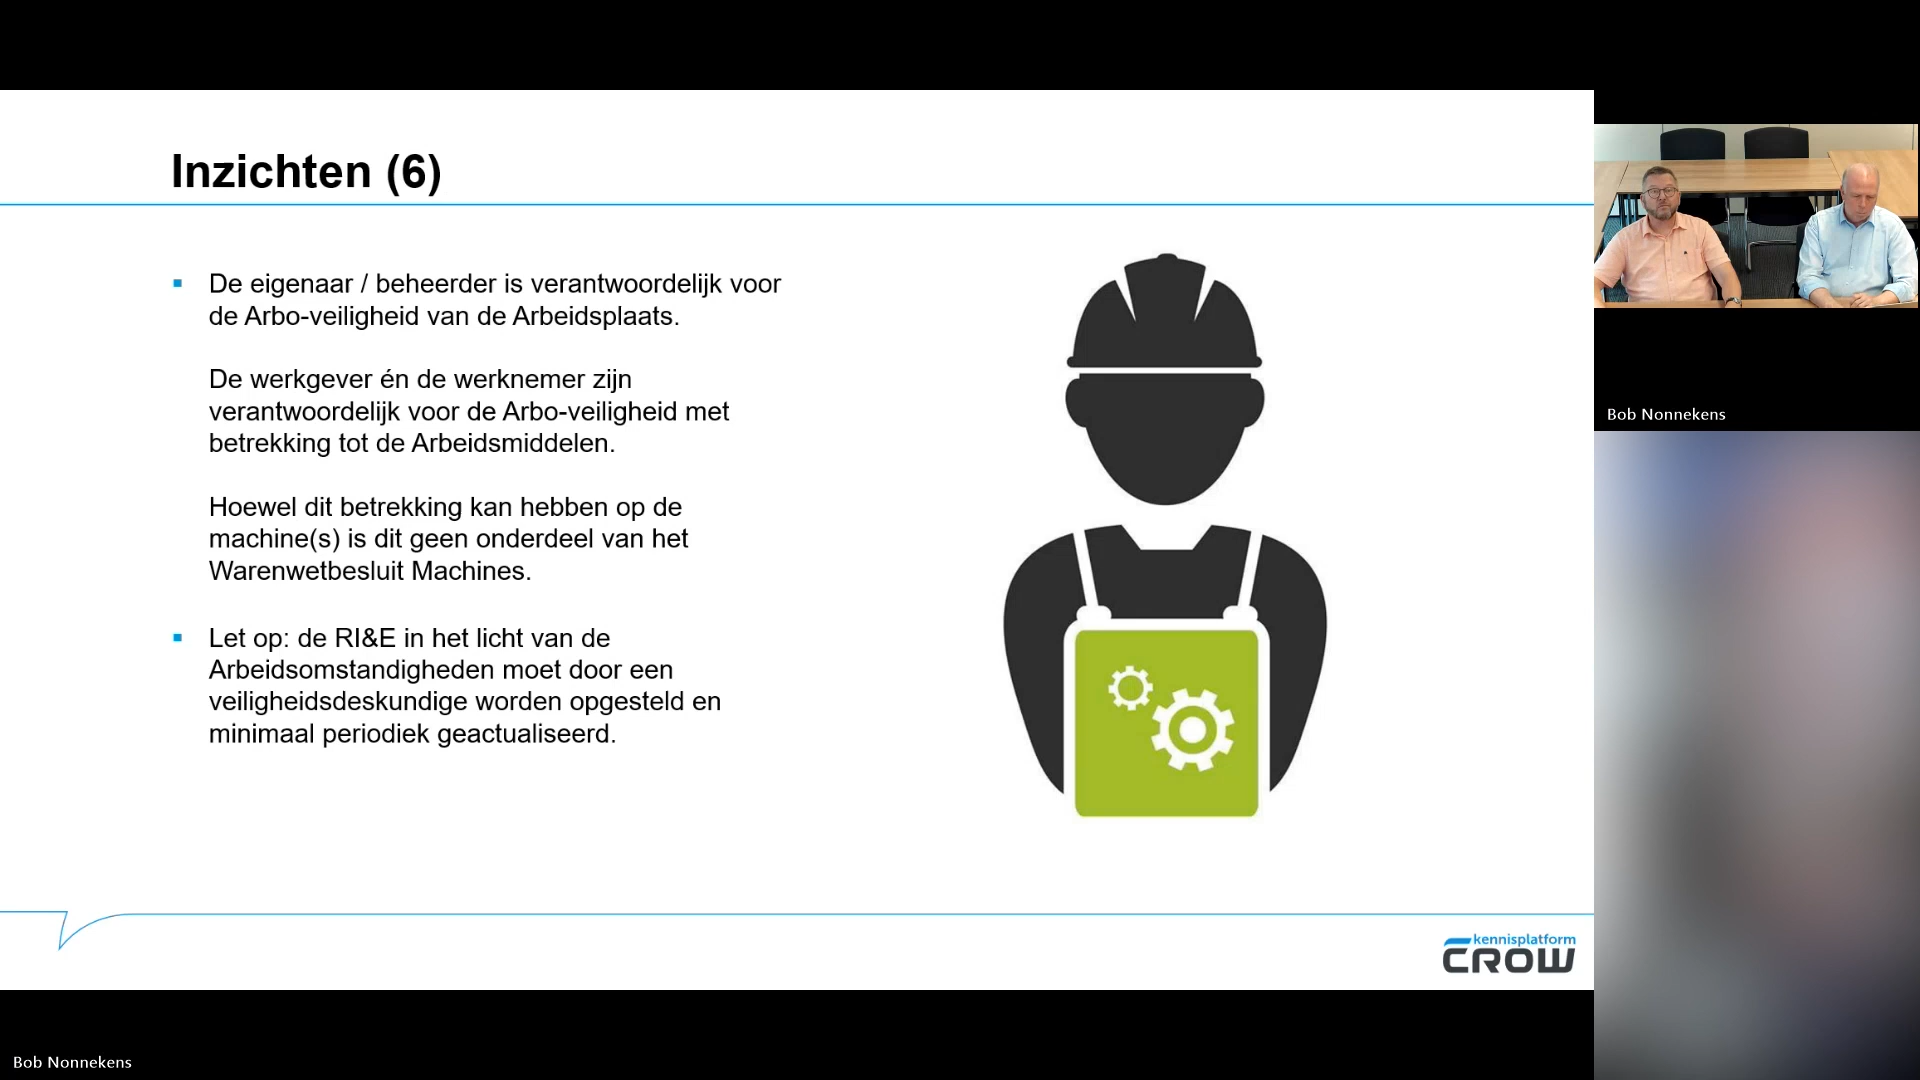 Inzichten (6)
De eigenaar / beheerder is verantwoordelijk voor
de Arbo-veiligheid van de Arbeidsplaats.
De werkgever én de werknemer zijn
verantwoordelijk voor de Arbo-veiligheid met
betrekking tot de Arbeidsmiddelen.
Hoewel dit betrekking kan hebben op de
machine(s) is dit geen onderdeel van het
Warenwetbesluit Machines.
Let op: de RI&E in het licht van de
Arbeidsomstandigheden moet door een
veiligheidsdeskundige worden opgesteld en
minimaal periodiek geactualiseerd.
kennisplatform
CROW
Bob Nonnekens
Bob Nonnekens